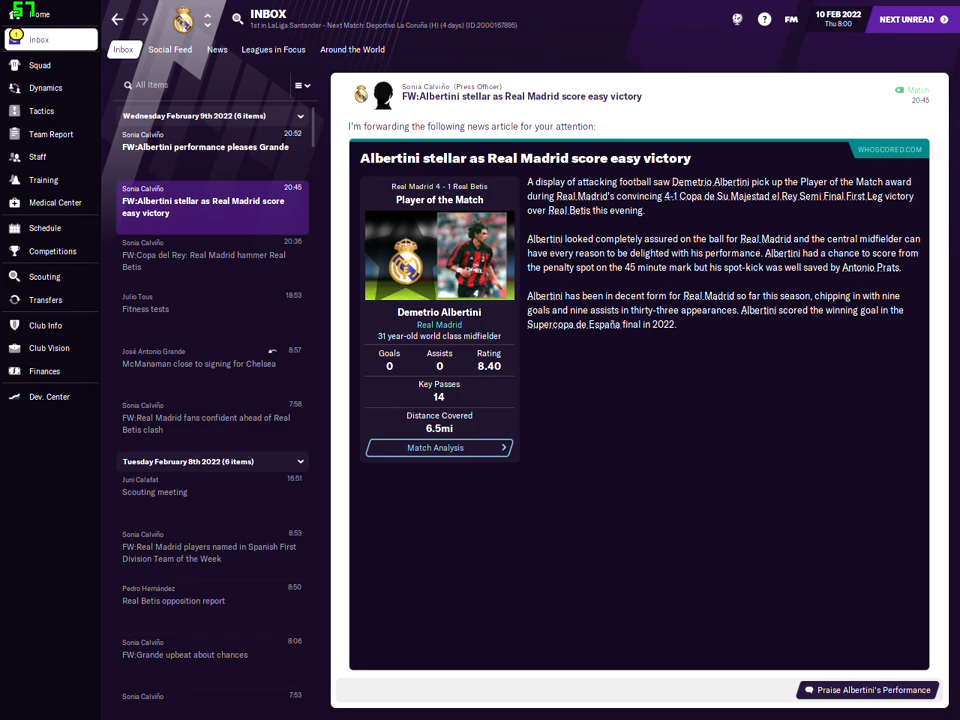 57
Home
1
Inbox
Squad
Dynamics
Tactics
Team Report
Staff
Training
Medical Center
Schedule
Competitions
Scouting
Transfers
Club Info
Club Vision
Finances
Dev. Center
INBOX
1st in LaLiga Santander - Next Match: Deportivo La Coruña (H) (4 days) (ID:2000167895)
?
FM
10 FEB 2022
Thu 8:00
NEXT UNREAD
Inbox
Social Feed
News
Leagues in Focus
Around the World
All Items
Wednesday February 9th 2022 (6 items)
Sonia Calviño 20:52
FW:Albertini performance pleases Grande
Sonia Calviño 20:45
FW:Albertini stellar as Real Madrid score
easy victory
Sonia Calviño 20:36
FW:Copa del Rey: Real Madrid hammer Real
Betis
Julio Tous 18:53
Fitness tests
José Antonio Grande 8:57
McManaman close to signing for Chelsea
Sonia Calviño 7:58
FW:Real Madrid fans confident ahead of Real
Betis clash
Tuesday February 8th 2022 (6 items)
Juni Calafat 16:51
Scouting meeting
Sonia Calviño 8:53
FW:Real Madrid players named in Spanish First
Division Team of the Week
Pedro Hernández 8:50
Real Betis opposition report
Sonia Calviño 8:06
FW:Grande upbeat about chances
Sonia Calviño 7:53
Sonia Calviño (Press Officer)
FW:Albertini stellar as Real Madrid score easy victory
Match
20:45
I'm forwarding the following news article for your attention:
WHOSCORED.COM
Albertini stellar as Real Madrid score easy victory
Real Madrid 4 - 1 Real Betis
Player of the Match
Demetrio Albertini
Real Madrid
31 year-old world class midfielder
Goals Assists Rating
0 0 8.40
Key Passes
14
Distance Covered
6.5mi
Match Analysis
A display of attacking football saw Demetrio Albertini pick up the Player of the Match award
during Real Madrid's convincing 4-1 Copa de Su Majestad el Rey Semi Final First Leg victory
over Real Betis this evening.
Albertini looked completely assured on the ball for Real Madrid and the central midfielder can
have every reason to be delighted with his performance. Albertini had a chance to score from
the penalty spot on the 45 minute mark but his spot-kick was well saved by Antonio Prats.
Albertini has been in decent form for Real Madrid so far this season, chipping in with nine
goals and nine assists in thirty-three appearances. Albertini scored the winning goal in the
Supercopa de España final in 2022.
Praise Albertini's Performance